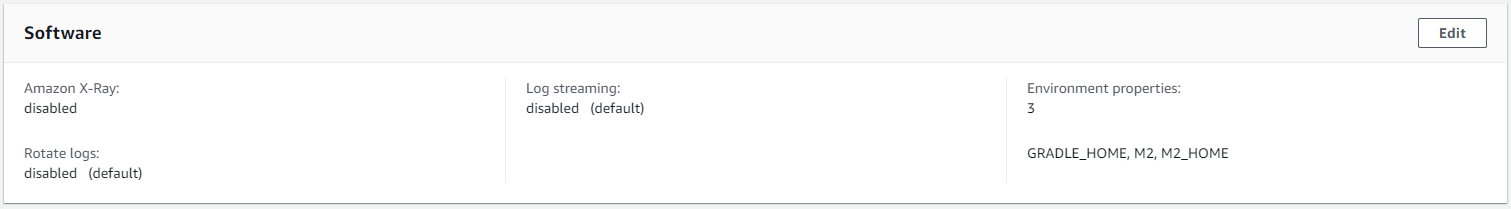 Software
Edit
Amazon X-Ray:
disabled
Rotate logs:
disabled (default)
Log streaming:
disabled (default)
Environment properties:
3
GRADLE_HOME, M2, M2_HOME